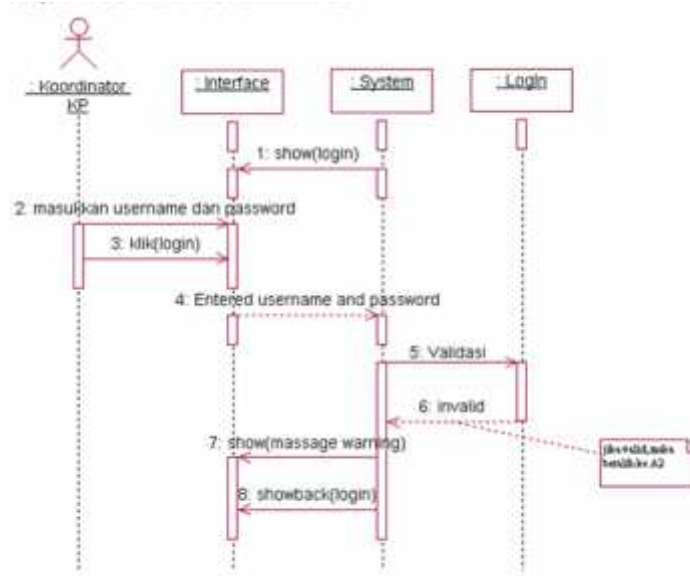 : Koordinator
KP
: Interface
: System
: Login
1: show(login)
2: masukkan username dan password
3: klik(login)
4: Entered username and password
5: Validasi
6: invalid
7: show(massage warning)
8: showback(login)
A2